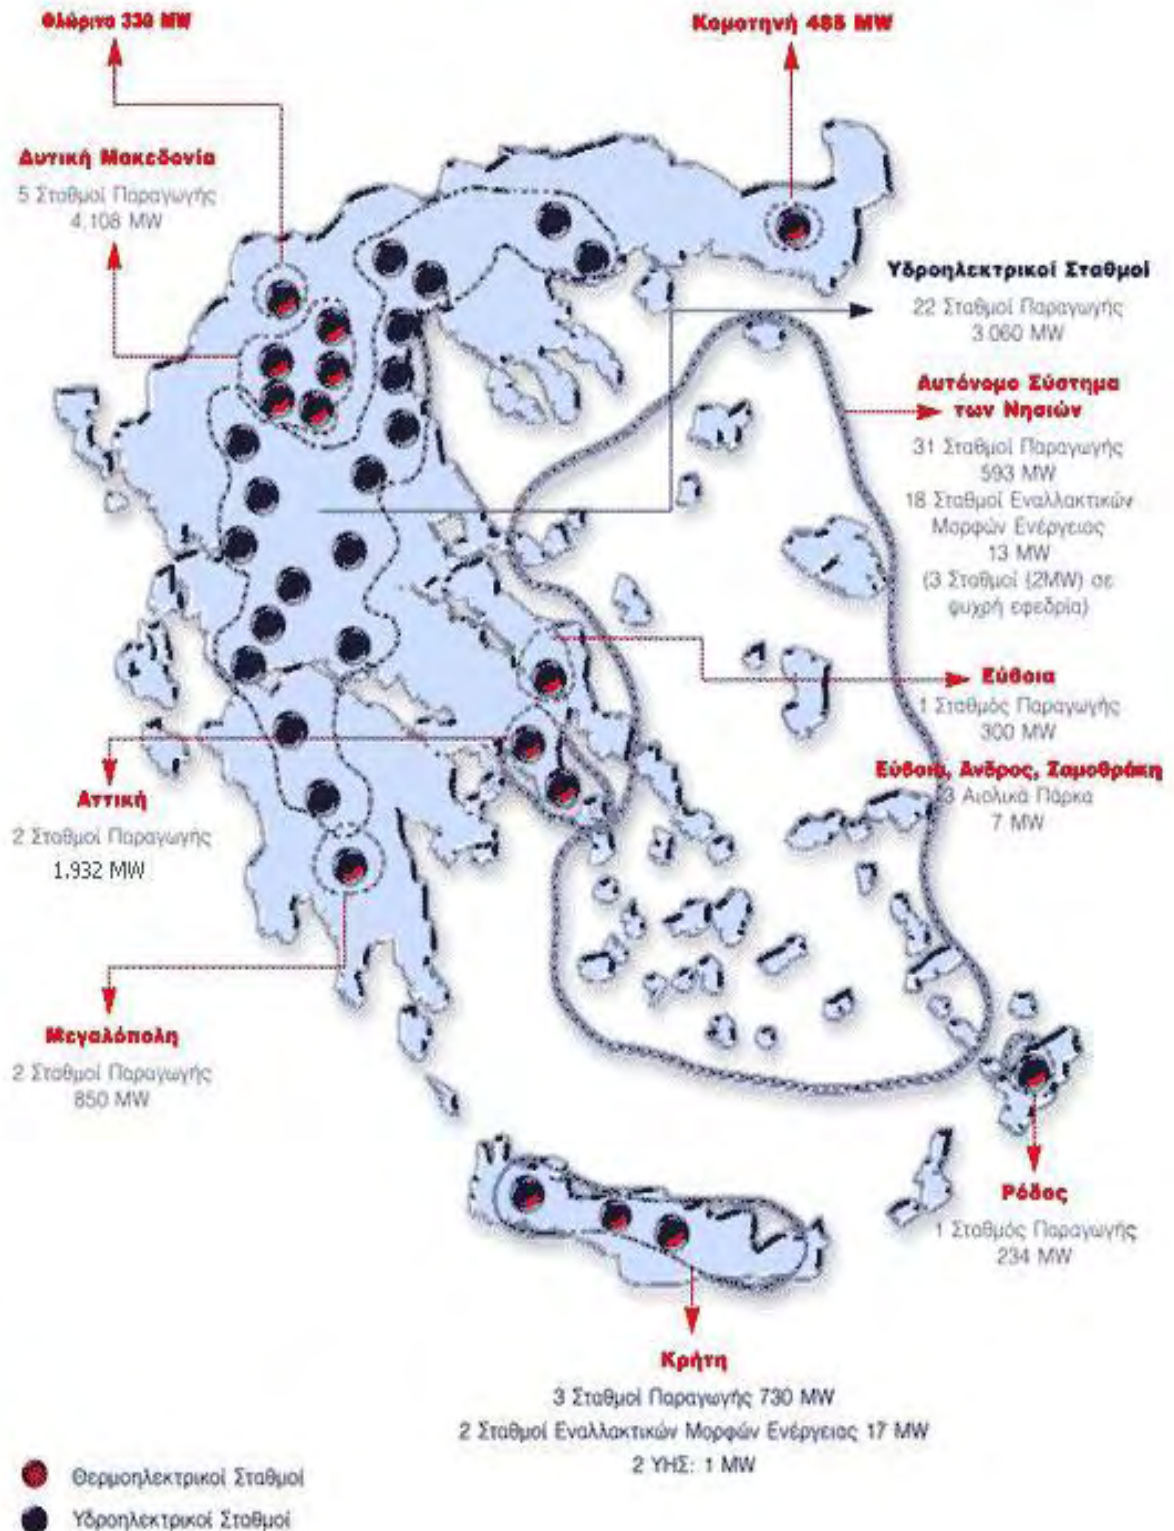 Φλώρινα 330 MW
Κομοτηνή 485 MW
Δυτική Μακεδονία
5 Σταθμοί Παραγωγής
4.108 MW
Υδροηλεκτρικοί Σταθμοί
22 Σταθμοί Παραγωγής
3.060 MW
Αυτόνομο Σύστημα
των Νησιών
31 Σταθμοί Παραγωγής
593 MW
18 Σταθμοί Εναλλακτικών
Μορφών Ενέργειας
13 MW
(3 Σταθμοί (2MW) σε
ψυχρή εφεδρία)
Εύβοια
1 Σταθμός Παραγωγής
300 MW
Εύβοια, Άνδρος, Σαμοθράκη
3 Αιολικά Πάρκα
7 MW
Αττική
2 Σταθμοί Παραγωγής
1.932 MW
Μεγαλόπολη
2 Σταθμοί Παραγωγής
850 MW
Ρόδος
1 Σταθμός Παραγωγής
234 MW
Κρήτη
3 Σταθμοί Παραγωγής 730 MW
2 Σταθμοί Εναλλακτικών Μορφών Ενέργειας 17 MW
2 ΥΗΣ: 1 MW
Θερμοηλεκτρικοί Σταθμοί
Υδροηλεκτρικοί Σταθμοί